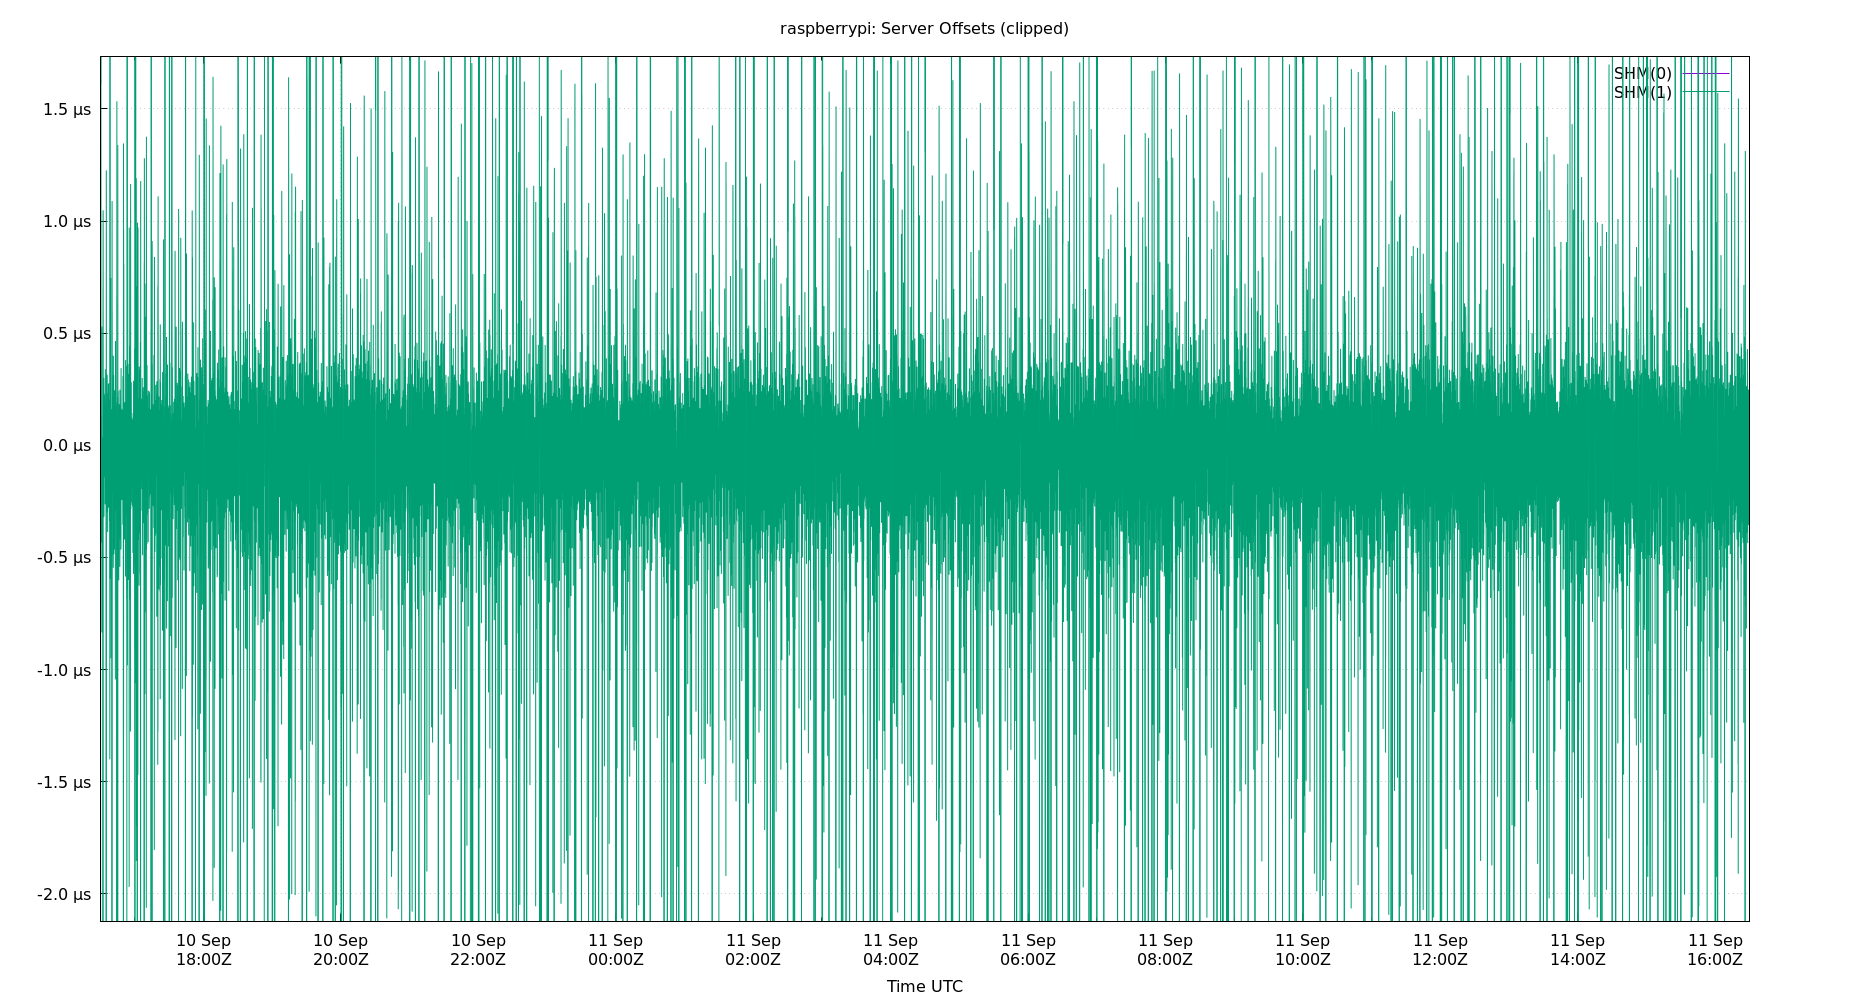 raspberrypi: Server Offsets (clipped)
SHM(0)
SHM(1)
1.5 µs
1.0 µs
0.5 µs
0.0 µs
-0.5 µs
-1.0 µs
-1.5 µs
-2.0 µs
10 Sep 10 Sep 10 Sep 11 Sep 11 Sep 11 Sep 11 Sep 11 Sep 11 Sep 11 Sep 11 Sep 11 Sep
18:00Z 20:00Z 22:00Z 00:00Z 02:00Z 04:00Z 06:00Z 08:00Z 10:00Z 12:00Z 14:00Z 16:00Z
Time UTC